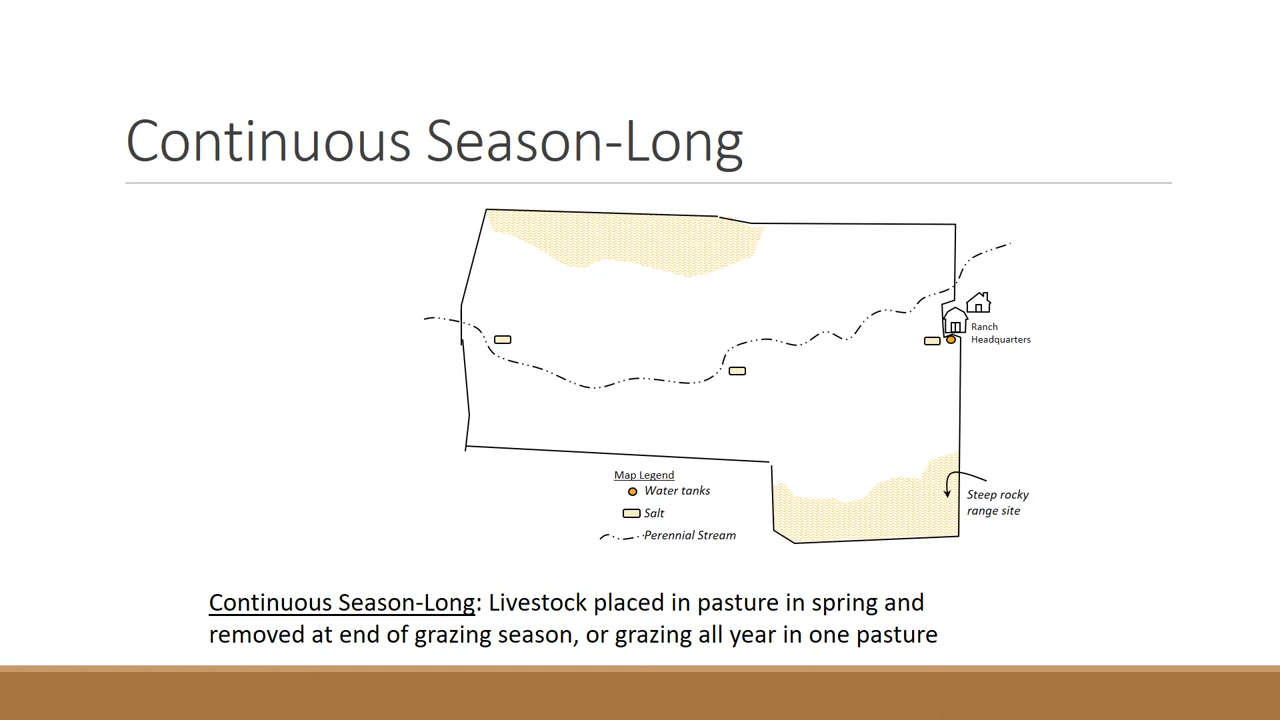 Continuous Season-Long
Ranch
Headquarters
Map Legend
Water tanks
Salt
Perennial Stream
Steep rocky
range site
Continuous Season-Long: Livestock placed in pasture in spring and
removed at end of grazing season, or grazing all year in one pasture